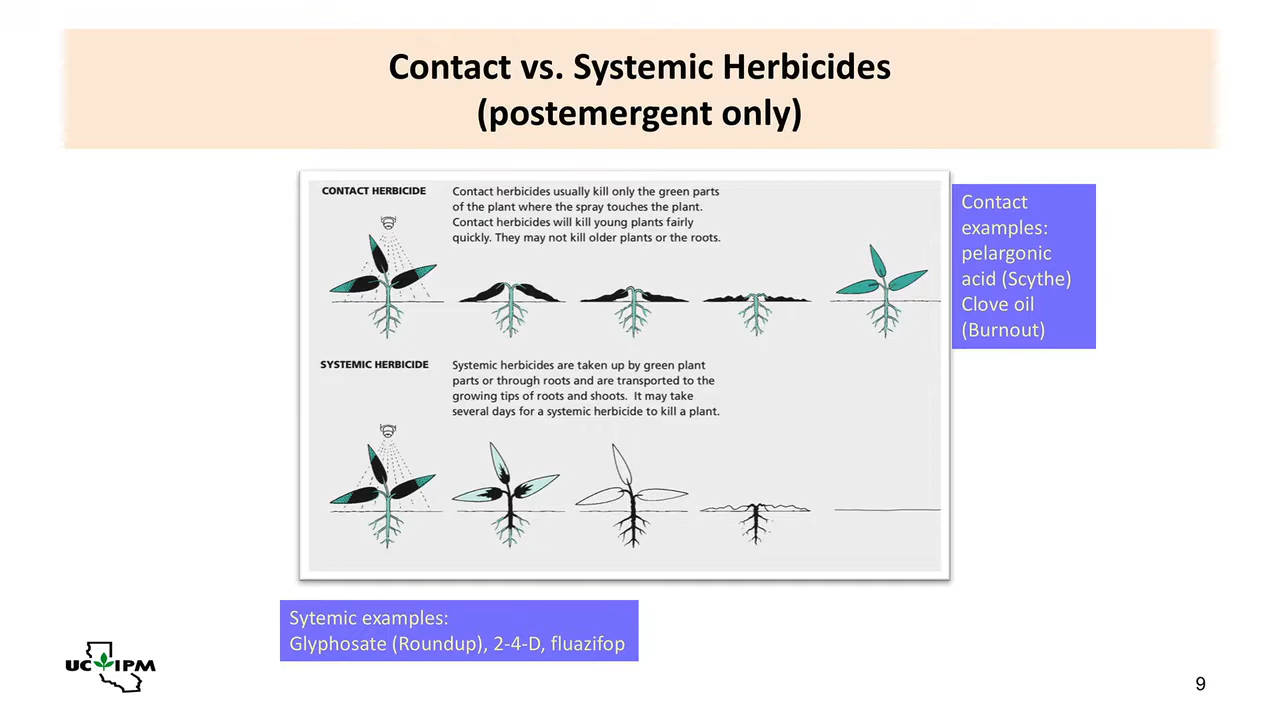 Contact vs. Systemic Herbicides
(postemergent only)
CONTACT HERBICIDE
Contact herbicides usually kill only the green parts
of the plant where the spray touches the plant.
Contact herbicides will kill young plants fairly
quickly. They may not kill older plants or the roots.
Contact
examples:
pelargonic
acid (Scythe)
Clove oil
(Burnout)
SYSTEMIC HERBICIDE
Systemic herbicides are taken up by green plant
parts or through roots and are transported to the
growing tips of roots and shoots. It may take
several days for a systemic herbicide to kill a plant.
Sytemic examples:
Glyphosate (Roundup), 2-4-D, fluazifop
UC IPM
9